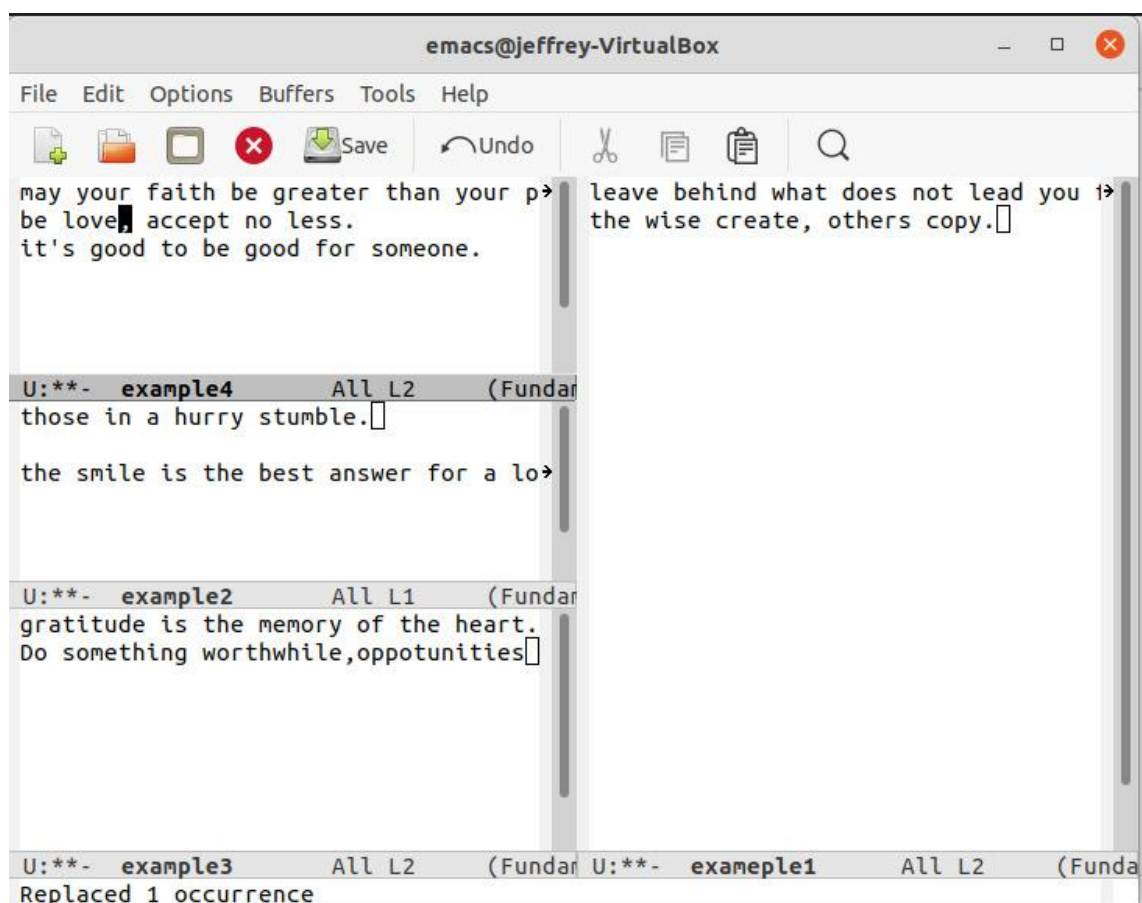 emacs@jeffrey-VirtualBox
File Edit Options Buffers Tools Help
Save Undo
may your faith be greater than your p
be love, accept no less.
it's good to be good for someone.
U:**- example4 All L2 (Fundam
those in a hurry stumble.
the smile is the best answer for a lo
U:**- example2 All L1 (Fundam
gratitude is the memory of the heart.
Do something worthwhile,oppotunities
U:**- example3 All L2 (Fundam
leave behind what does not lead you
the wise create, others copy.
U:**- exameple1 All L2 (Funda
Replaced 1 occurrence